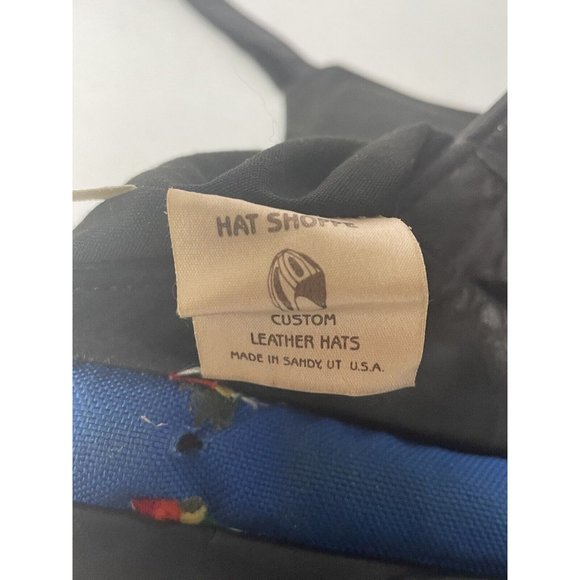 HAT SHOPPE
CUSTOM
LEATHER HATS
MADE IN SANDY, UT U.S.A.